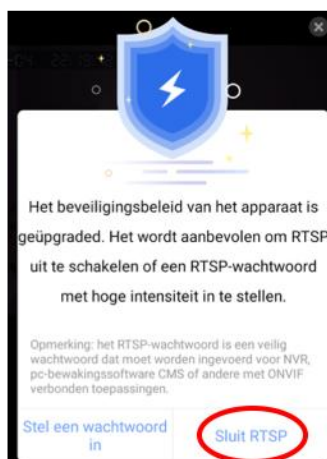 Het beveiligingsbeleid van het apparaat is
geüpgraded. Het wordt aanbevolen om RTSP
uit te schakelen of een RTSP-wachtwoord
met hoge intensiteit in te stellen.
Opmerking: het RTSP-wachtwoord is een veilig
wachtwoord dat moet worden ingevoerd voor NVR,
pc-bewakingssoftware CMS of andere met ONVIF
verbonden toepassingen.
Stel een wachtwoord
in
Sluit RTSP